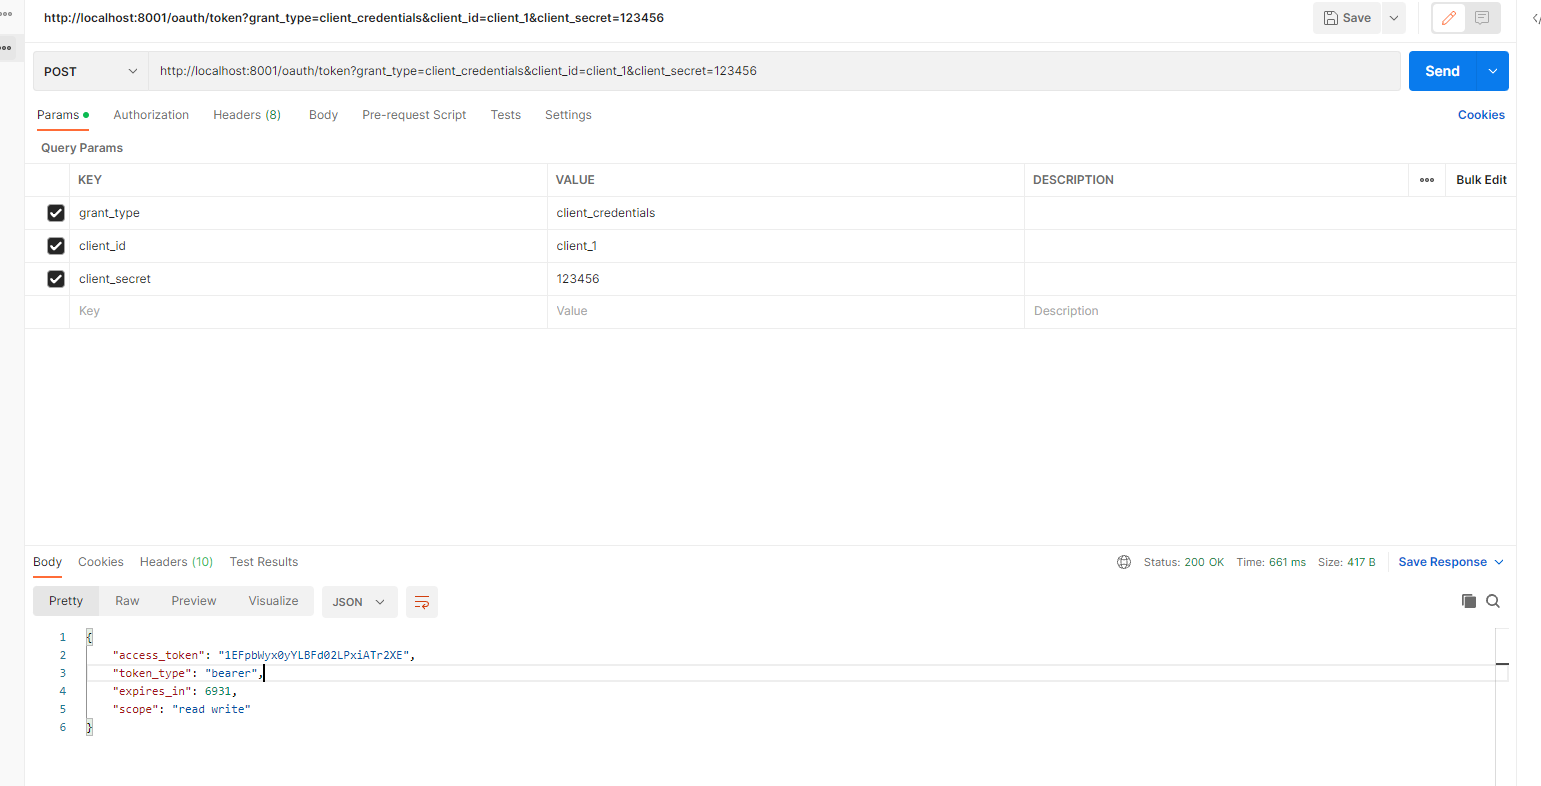 http://localhost:8001/oauth/token?grant_type=client_credentials&client_id=client_1&client_secret=123456
Save
POST http://localhost:8001/oauth/token?grant_type=client_credentials&client_id=client_1&client_secret=123456 Send
Params Authorization Headers (8) Body Pre-request Script Tests Settings Cookies
Query Params
KEY VALUE DESCRIPTION Bulk Edit
grant_type client_credentials
client_id client_1
client_secret 123456
Key Value Description
Body Cookies Headers (10) Test Results Status: 200 OK Time: 661 ms Size: 417 B Save Response
Pretty Raw Preview Visualize JSON
1 {
2 "access_token": "1EFpbWyx0yYLBFd02LPxiATr2XE",
3 "token_type": "bearer",
4 "expires_in": 6931,
5 "scope": "read write"
6 }